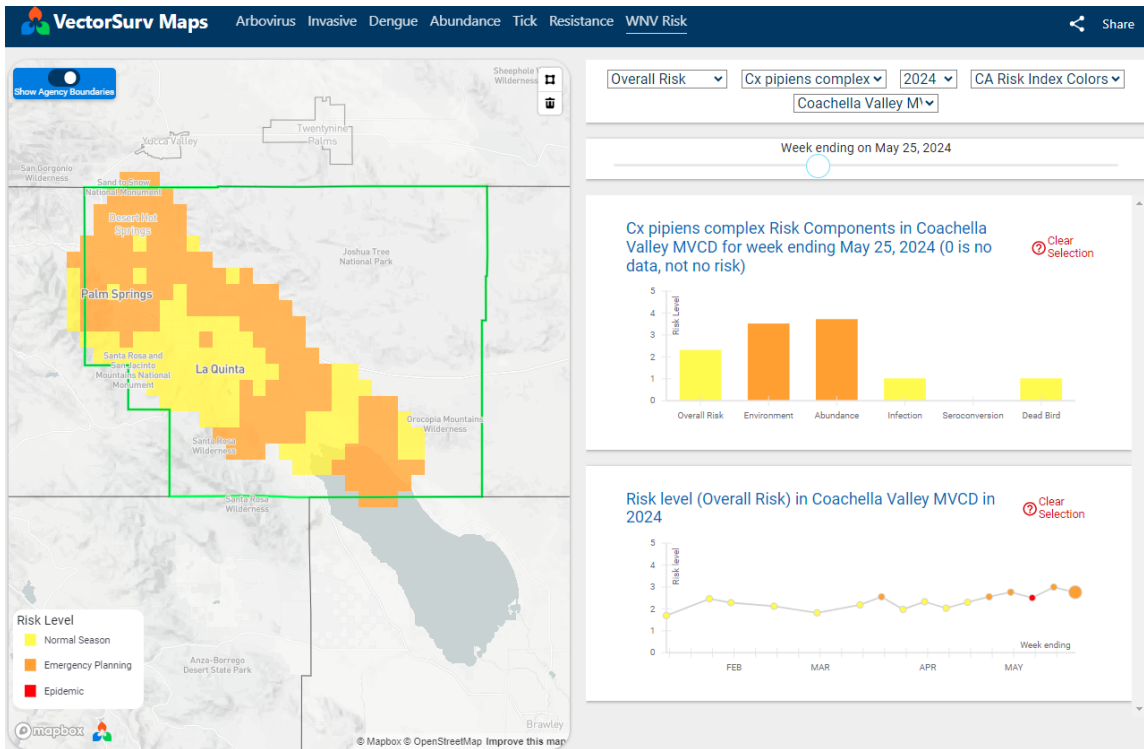 VectorSurv Maps Arbovirus Invasive Dengue Abundance Tick Resistance WNV Risk Share
Show Agency Boundaries
Sheephole
Wilderness
Twentynine
Palms
Yucca Valley
San Gorgonio
Wilderness
Sand to Snow
National Monument
Desert Hot
Springs
Joshua Tree
National Park
Palm Springs
Santa Rosa and
San Jacinto
Mountains National
Monument
La Quinta
Orocopia Mountains
Wilderness
Santa Rosa
Wilderness
Santa Rosa
Wilderness
Risk Level
Normal Season
Emergency Planning
Epidemic
Anza-Borrego
Desert State Park
Brawley
mapbox
© Mapbox © OpenStreetMap Improve this map
Overall Risk Cx pipiens complex 2024 CA Risk Index Colors
Coachella Valley M
Week ending on May 25, 2024
Cx pipiens complex Risk Components in Coachella
Valley MVCD for week ending May 25, 2024 (0 is no
data, not no risk)
Clear
Selection
Risk Level
5
4
3
2
1
0
Overall Risk Environment Abundance Infection Seroconversion Dead Bird
Risk level (Overall Risk) in Coachella Valley MVCD in
2024
Clear
Selection
Risk level
5
4
3
2
1
0
Week ending
FEB MAR APR MAY